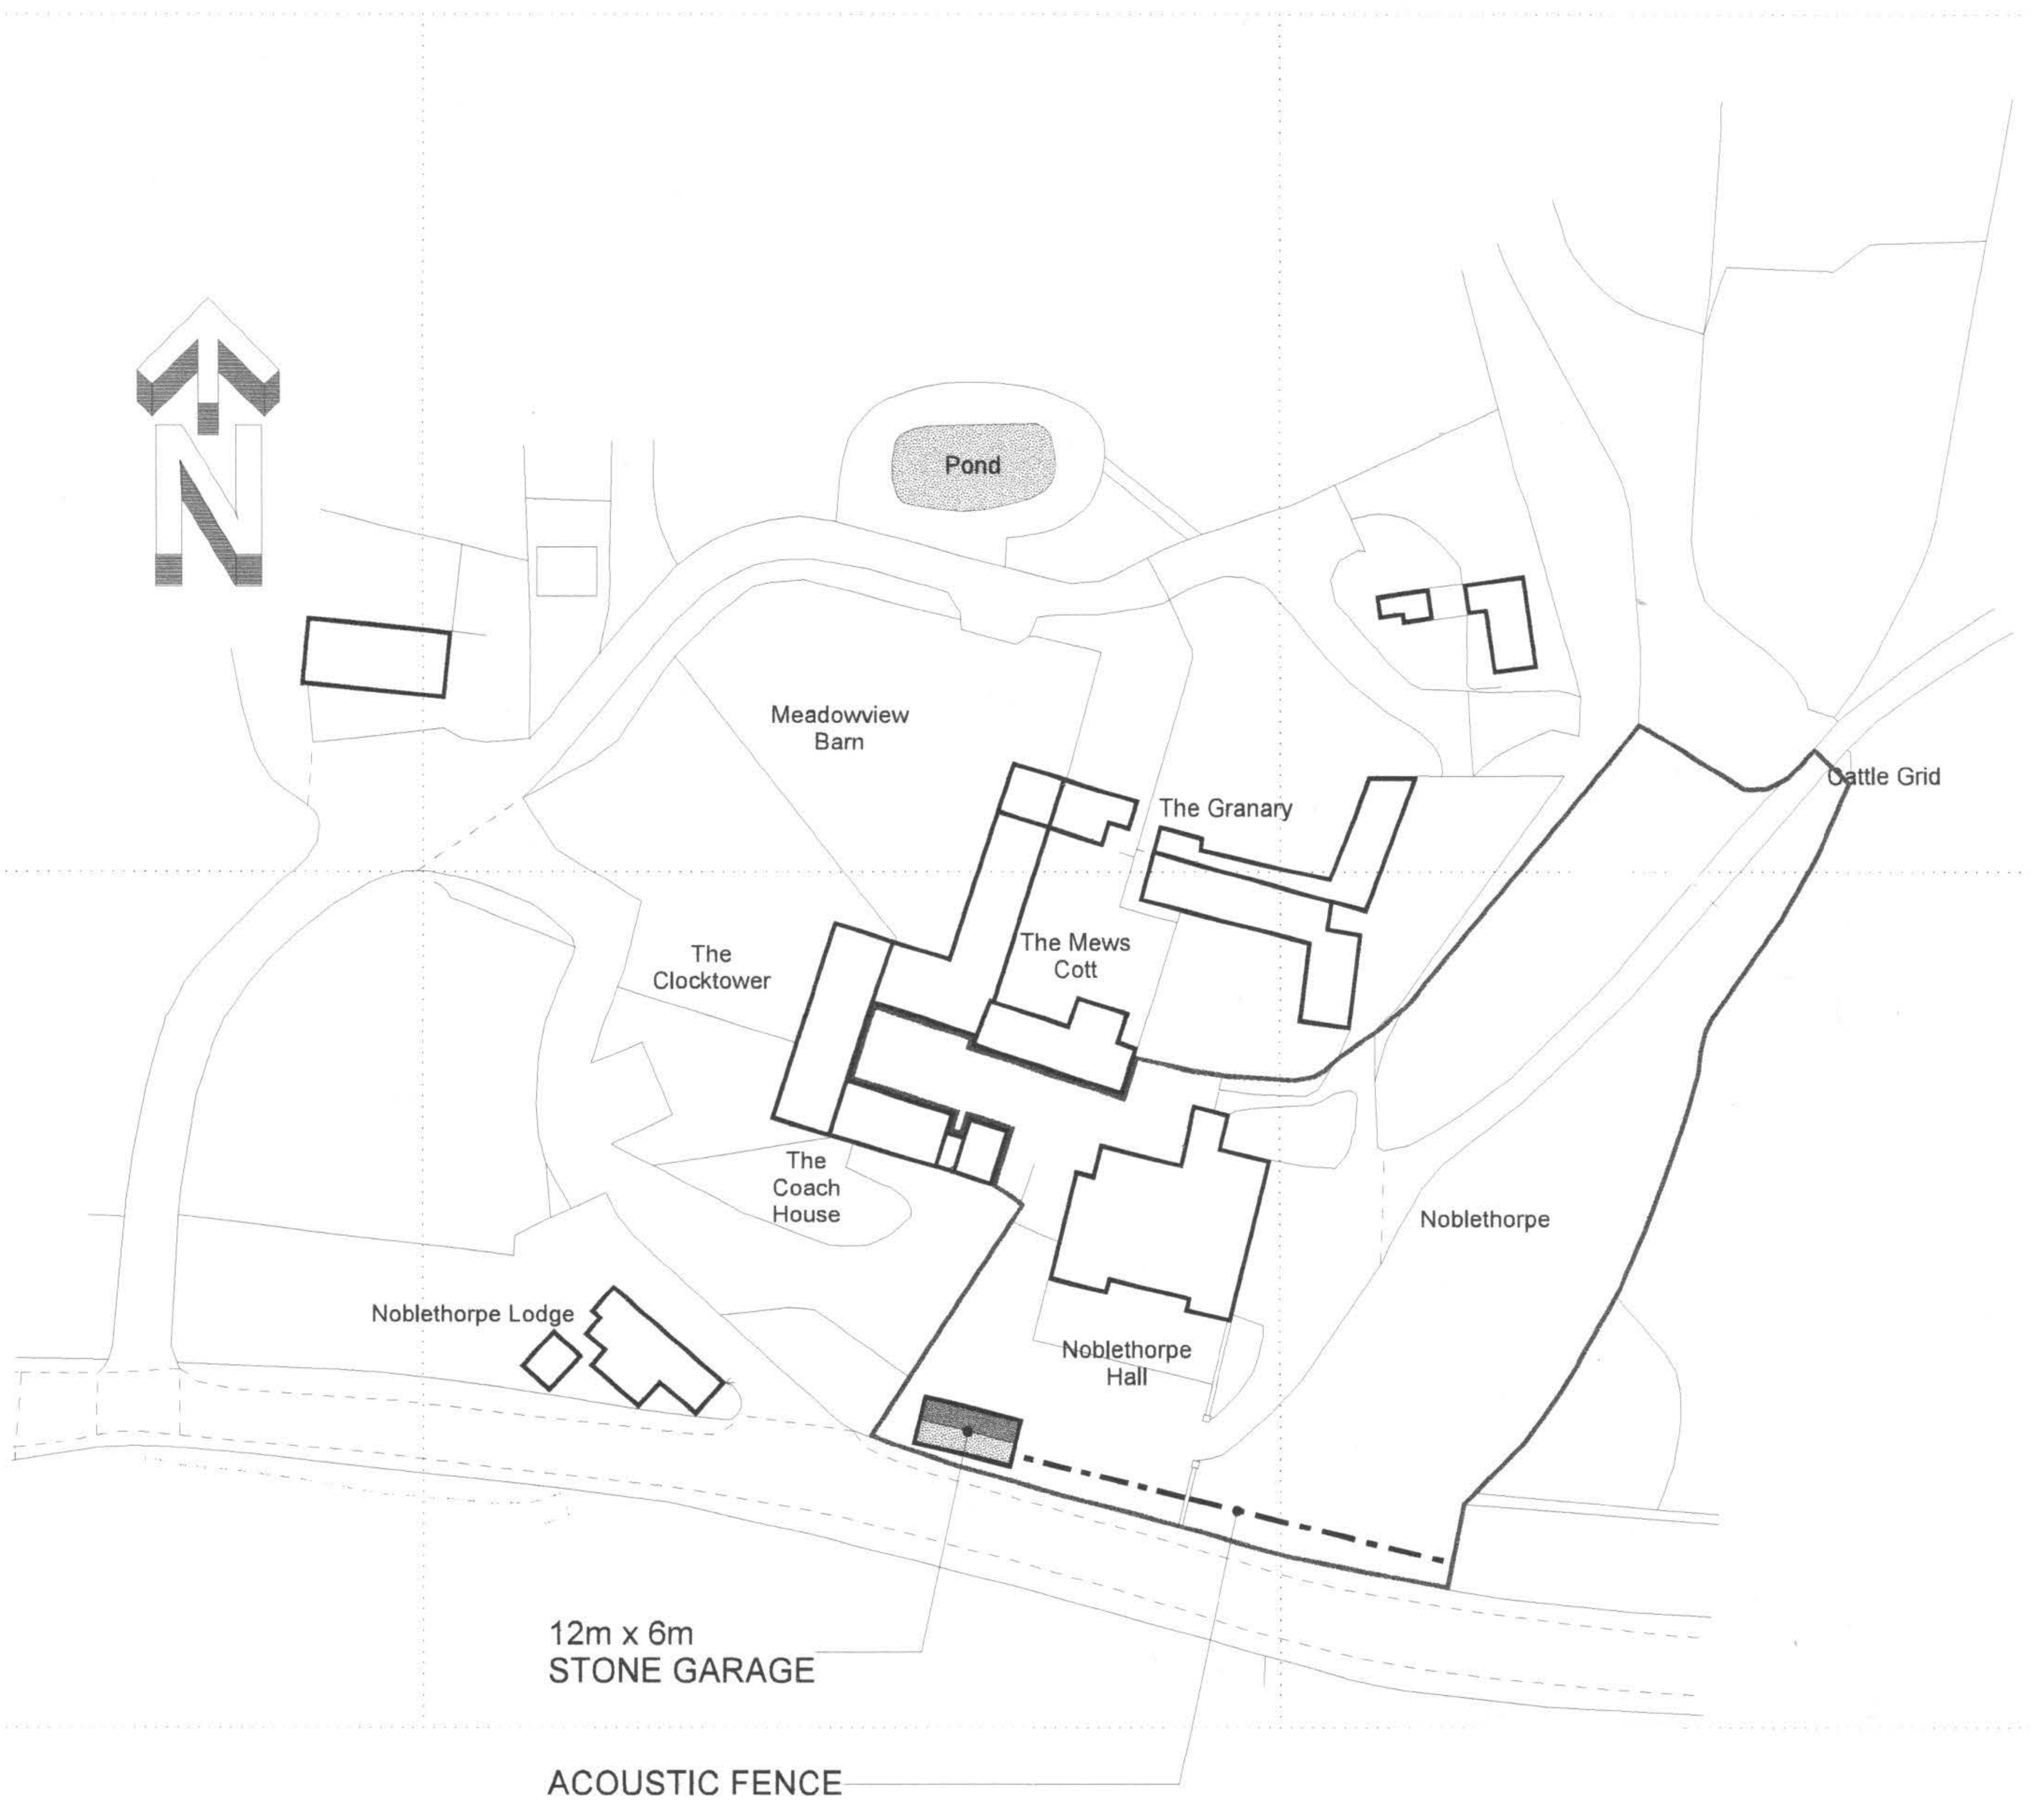 N
Pond
Meadowview
Barn
Cattle Grid
The Granary
The Mews
Cott
The
Clocktower
The
Coach
House
Noblethorpe
Noblethorpe Lodge
Noblethorpe
Hall
12m x 6m
STONE GARAGE
ACOUSTIC FENCE